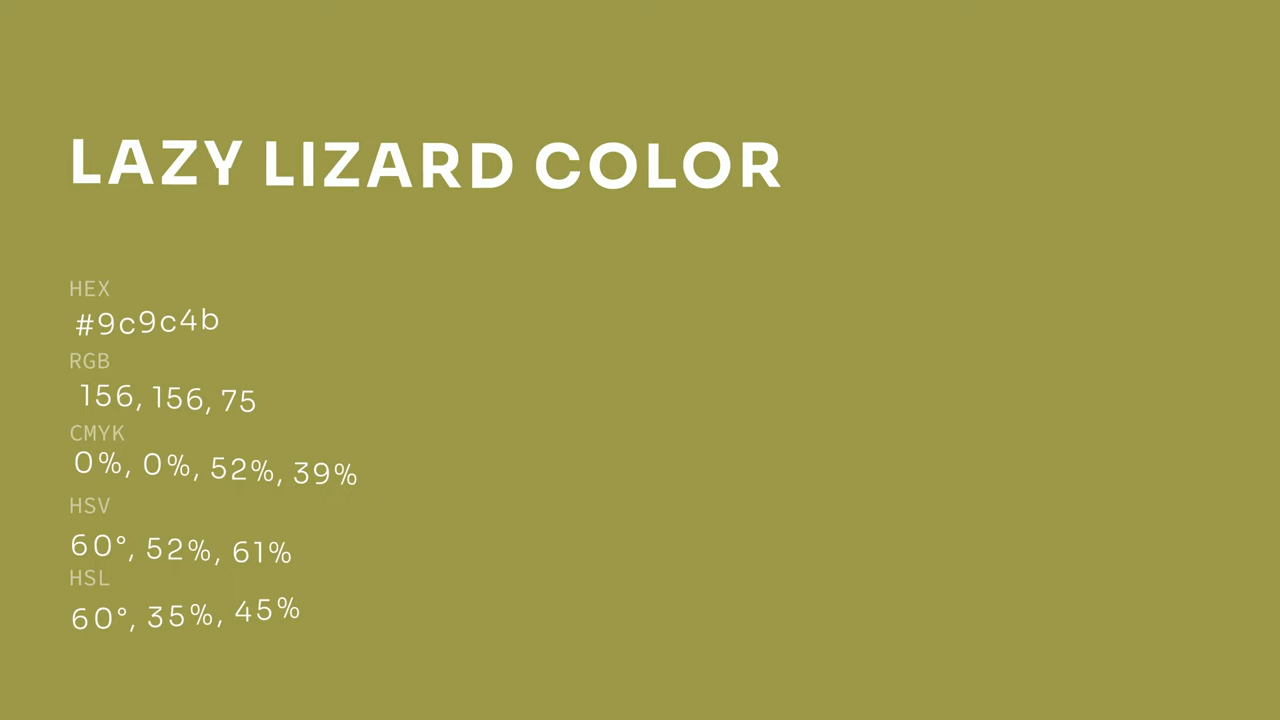 LAZY LIZARD COLOR
HEX
#9c9c4b
RGB
156, 156, 75
CMYK
0%, 0%, 52%, 39%
HSV
60°, 52%, 61%
HSL
60°, 35%, 45%